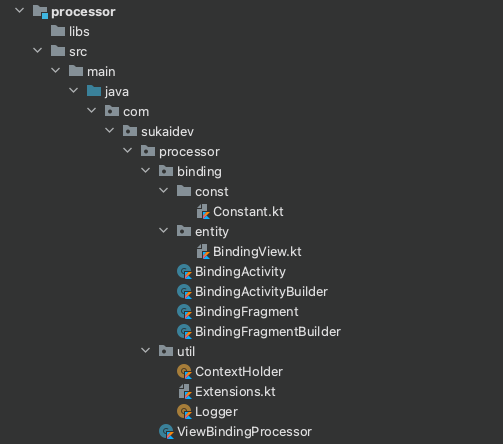 processor
libs
src
main
java
com
sukaidev
processor
binding
const
Constant.kt
entity
BindingView.kt
BindingActivity
BindingActivityBuilder
BindingFragment
BindingFragmentBuilder
util
ContextHolder
Extensions.kt
Logger
ViewBindingProcessor